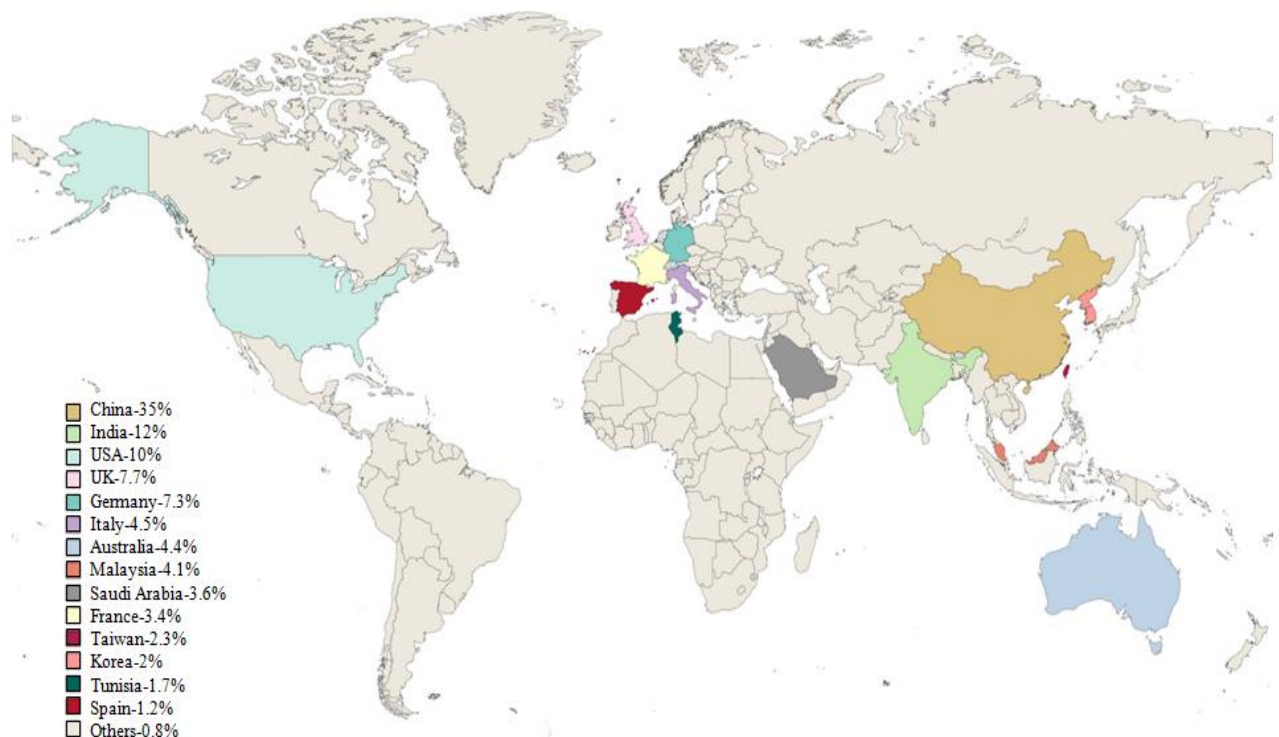 China-35%
India-12%
USA-10%
UK-7.7%
Germany-7.3%
Italy-4.5%
Australia-4.4%
Malaysia-4.1%
Saudi Arabia-3.6%
France-3.4%
Taiwan-2.3%
Korea-2%
Tunisia-1.7%
Spain-1.2%
Others-0.8%